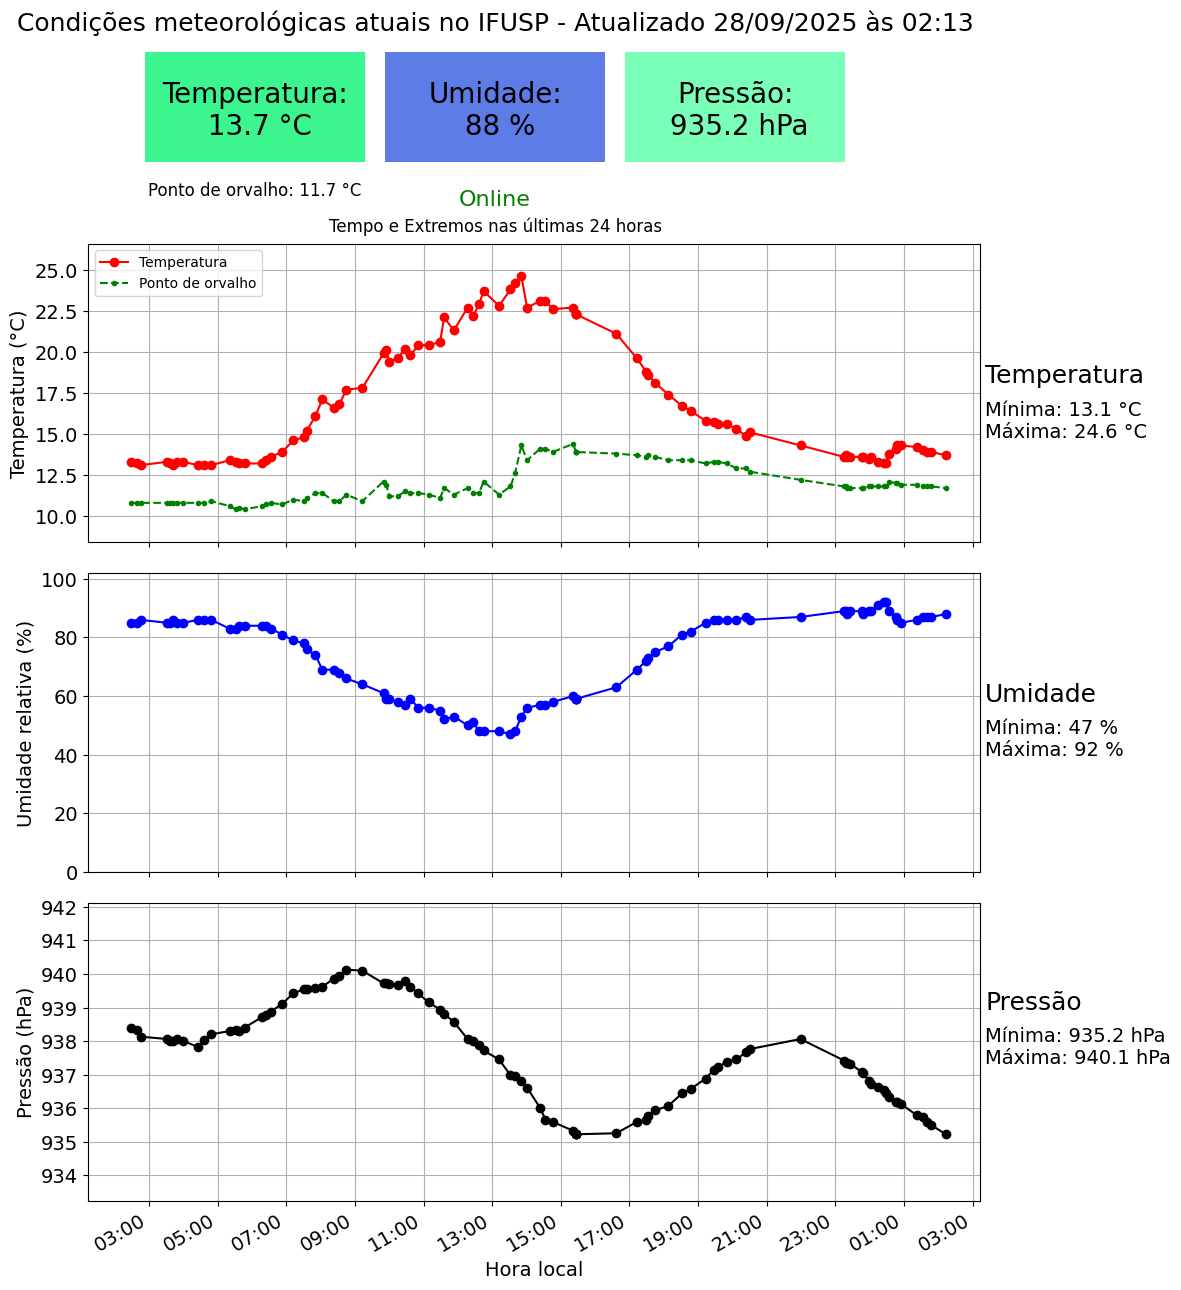 Condições meteorológicas atuais no IFUSP - Atualizado 28/09/2025 às 02:13
Temperatura:
13.7 °C
Umidade:
88 %
Pressão:
935.2 hPa
Ponto de orvalho: 11.7 °C
Online
Tempo e Extremos nas últimas 24 horas
Temperatura
Ponto de orvalho
Temperatura (°C)
25.0
22.5
20.0
17.5
15.0
12.5
10.0
Temperatura
Mínima: 13.1 °C
Máxima: 24.6 °C
Umidade relativa (%)
100
80
60
40
20
0
Umidade
Mínima: 47 %
Máxima: 92 %
Pressão (hPa)
942
941
940
939
938
937
936
935
934
Pressão
Mínima: 935.2 hPa
Máxima: 940.1 hPa
03:00 05:00 07:00 09:00 11:00 13:00 15:00 17:00 19:00 21:00 23:00 01:00 03:00
Hora local